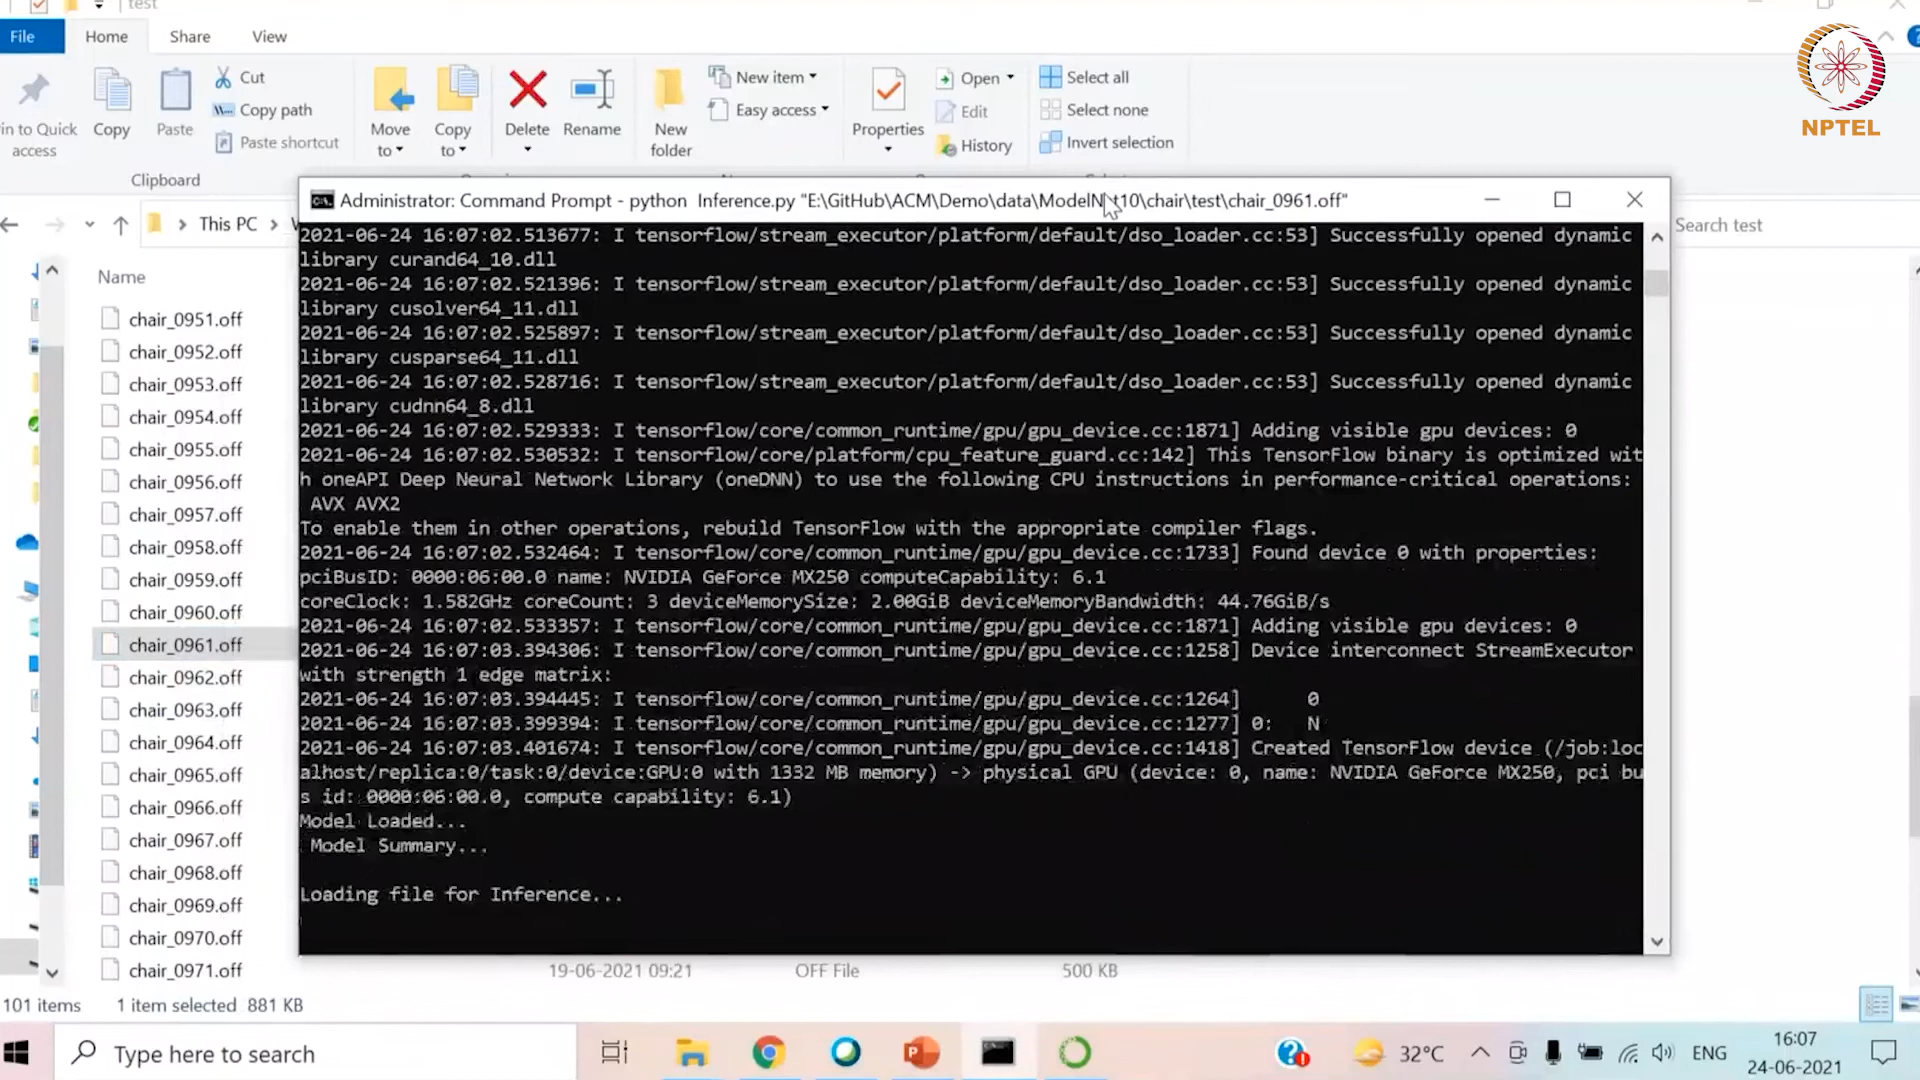 test
File
Home
Share
View
NPTEL
in to Quick
access
Copy
Paste
Cut
Copy path
Paste shortcut
Move
to
Copy
to
Delete
Rename
New
folder
New item
Easy access
Properties
Open
Edit
History
Select all
Select none
Invert selection
Clipboard
Administrator: Command Prompt - python  Inference.py "E:\GitHub\ACM\Demo\data\ModelN t10\chair\test\chair_0961.off"
This PC
Search test
Name
chair_0951.off
chair_0952.off
chair_0953.off
chair_0954.off
chair_0955.off
chair_0956.off
chair_0957.off
chair_0958.off
chair_0959.off
chair_0960.off
chair_0961.off
chair_0962.off
chair_0963.off
chair_0964.off
chair_0965.off
chair_0966.off
chair_0967.off
chair_0968.off
chair_0969.off
chair_0970.off
chair_0971.off
2021-06-24 16:07:02.513677: I tensorflow/stream_executor/platform/default/dso_loader.cc:53] Successfully opened dynamic
library curand64_10.dll
2021-06-24 16:07:02.521396: I tensorflow/stream_executor/platform/default/dso_loader.cc:53] Successfully opened dynamic
library cusolver64_11.dll
2021-06-24 16:07:02.525897: I tensorflow/stream_executor/platform/default/dso_loader.cc:53] Successfully opened dynamic
library cusparse64_11.dll
2021-06-24 16:07:02.528716: I tensorflow/stream_executor/platform/default/dso_loader.cc:53] Successfully opened dynamic
library cudnn64_8.dll
2021-06-24 16:07:02.529333: I tensorflow/core/common_runtime/gpu/gpu_device.cc:1871] Adding visible gpu devices: 0
2021-06-24 16:07:02.530532: I tensorflow/core/platform/cpu_feature_guard.cc:142] This TensorFlow binary is optimized wit
h oneAPI Deep Neural Network Library (oneDNN) to use the following CPU instructions in performance-critical operations:
AVX AVX2
To enable them in other operations, rebuild TensorFlow with the appropriate compiler flags.
2021-06-24 16:07:02.532464: I tensorflow/core/common_runtime/gpu/gpu_device.cc:1733] Found device 0 with properties:
pciBusID: 0000:06:00.0 name: NVIDIA GeForce MX250 computeCapability: 6.1
coreClock: 1.582GHz coreCount: 3 deviceMemorySize: 2.00GiB deviceMemoryBandwidth: 44.76GiB/s
2021-06-24 16:07:02.533357: I tensorflow/core/common_runtime/gpu/gpu_device.cc:1871] Adding visible gpu devices: 0
2021-06-24 16:07:03.394306: I tensorflow/core/common_runtime/gpu/gpu_device.cc:1258] Device interconnect StreamExecutor
with strength 1 edge matrix:
2021-06-24 16:07:03.394445: I tensorflow/core/common_runtime/gpu/gpu_device.cc:1264]      0
2021-06-24 16:07:03.399394: I tensorflow/core/common_runtime/gpu/gpu_device.cc:1277] 0:   N
2021-06-24 16:07:03.401674: I tensorflow/core/common_runtime/gpu/gpu_device.cc:1418] Created TensorFlow device (/job:loc
alhost/replica:0/task:0/device:GPU:0 with 1332 MB memory) -> physical GPU (device: 0, name: NVIDIA GeForce MX250, pci bu
s id: 0000:06:00.0, compute capability: 6.1)
Model Loaded...
Model Summary...
Loading file for Inference...
19-06-2021 09:21
OFF File
500 KB
101 items
1 item selected 881 KB
Type here to search
32°C
ENG
16:07
24-06-2021